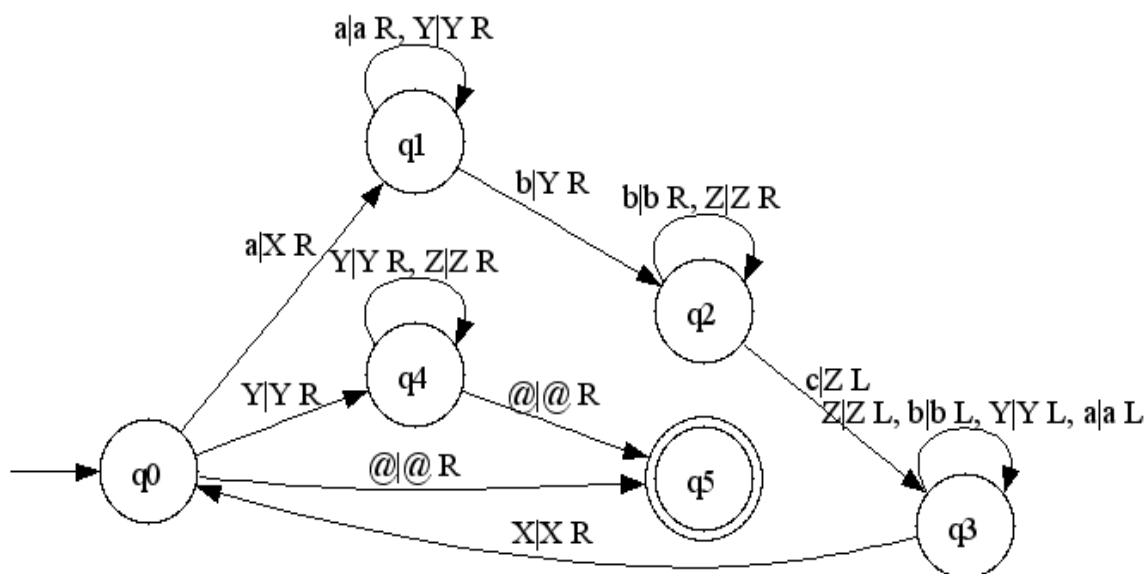 a|a R, Y|Y R
q1
b|Y R
b|b R, Z|Z R
a|X R
Y|Y R, Z|Z R
q2
q4
c|Z L
Y|Y R
@|@ R
Z|Z L, b|b L, Y|Y L, a|a L
q0
@|@ R
q5
X|X R
q3